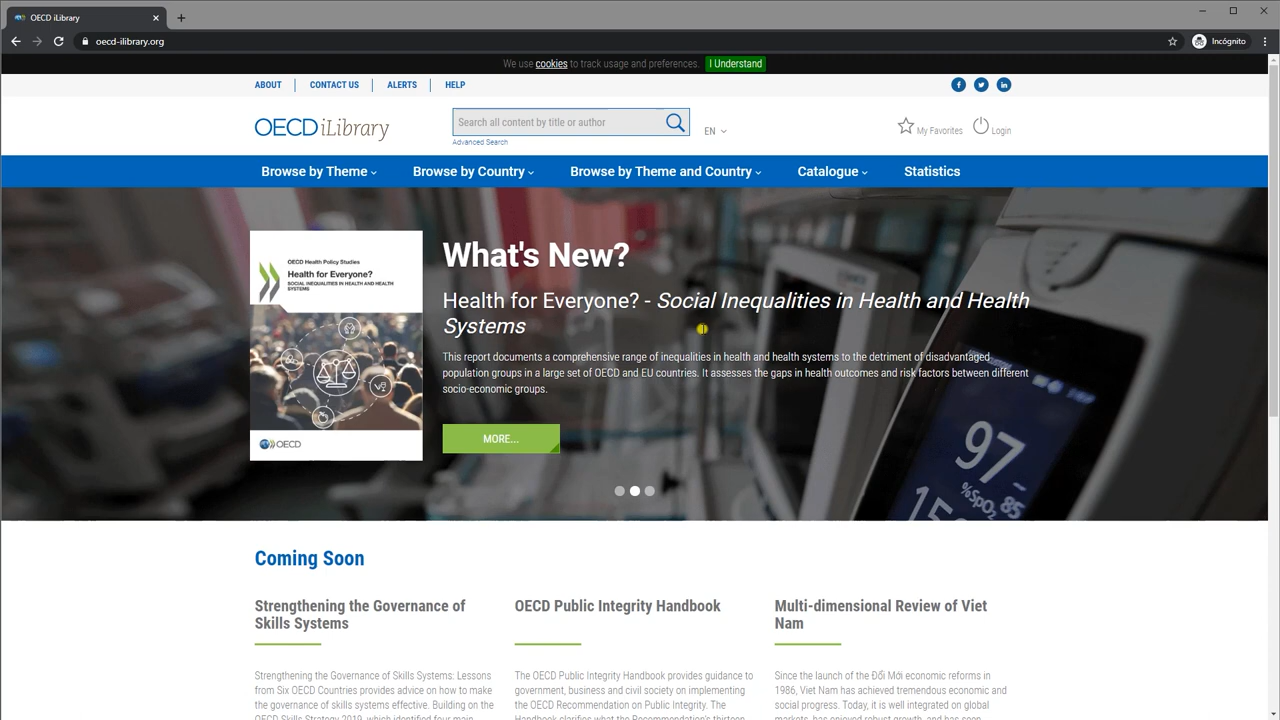 OECD iLibrary
oecd-ilibrary.org
Incógnito
We use cookies to track usage and preferences. I Understand
ABOUT
CONTACT US
ALERTS
HELP
OECD iLibrary
Search all content by title or author
Advanced Search
EN
My Favorites
Login
Browse by Theme
Browse by Country
Browse by Theme and Country
Catalogue
Statistics
OECD Health Policy Studies
Health for Everyone?
SOCIAL INEQUALITIES IN HEALTH AND HEALTH
SYSTEMS
OECD
What's New?
Health for Everyone? - Social Inequalities in Health and Health
Systems
This report documents a comprehensive range of inequalities in health and health systems to the detriment of disadvantaged
population groups in a large set of OECD and EU countries. It assesses the gaps in health outcomes and risk factors between different
socio-economic groups.
MORE...
97
%SpO₂
85
Coming Soon
Strengthening the Governance of
Skills Systems
Strengthening the Governance of Skills Systems: Lessons
from Six OECD Countries provides advice on how to make
the governance of skills systems effective. Building on the
OECD Skills Strategy 2019, which identified four main
OECD Public Integrity Handbook
The OECD Public Integrity Handbook provides guidance to
government, business and civil society on implementing
the OECD Recommendation on Public Integrity. The
Handbook clarifies what the Recommendation's thirteen
Multi-dimensional Review of Viet
Nam
Since the launch of the Đổi Mới economic reforms in
1986, Viet Nam has achieved tremendous economic and
social progress. Today, it is well integrated on global
markets, has enjoyed robust growth, and has seen